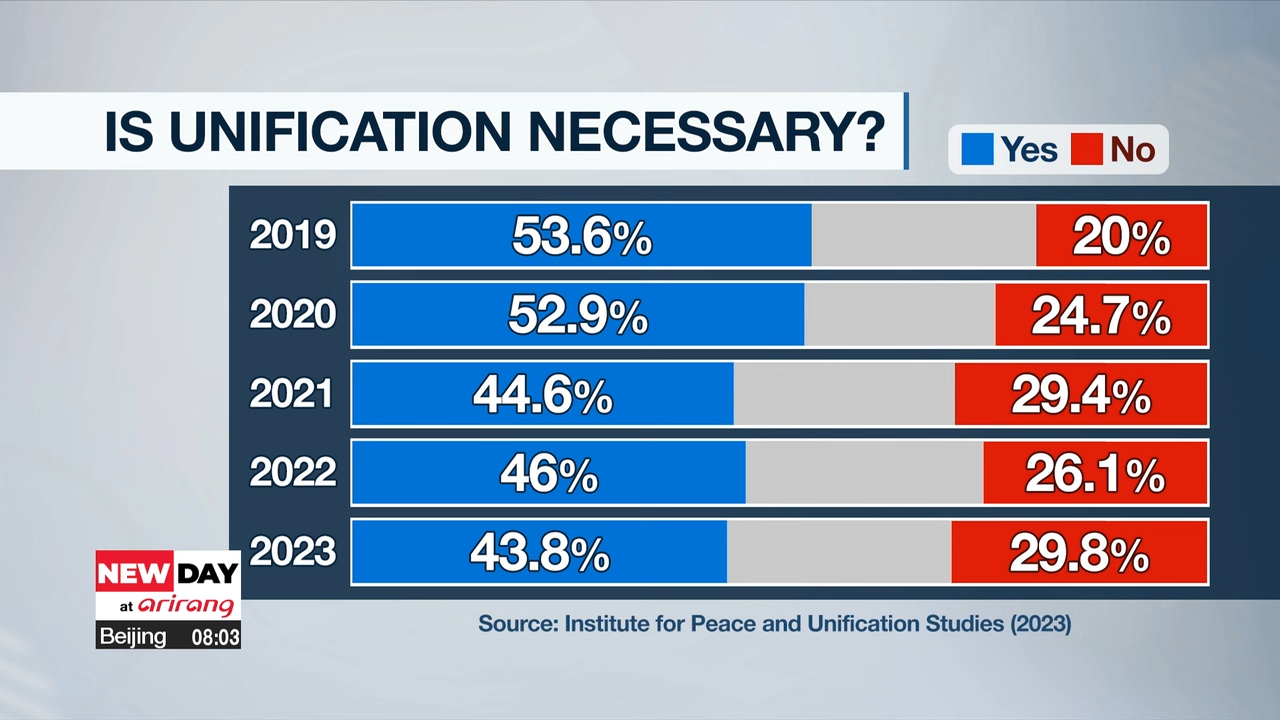 IS UNIFICATION NECESSARY?
Yes No
2019 53.6% 20%
2020 52.9% 24.7%
2021 44.6% 29.4%
2022 46% 26.1%
2023 43.8% 29.8%
NEW DAY
at arirang
Beijing 08:03
Source: Institute for Peace and Unification Studies (2023)